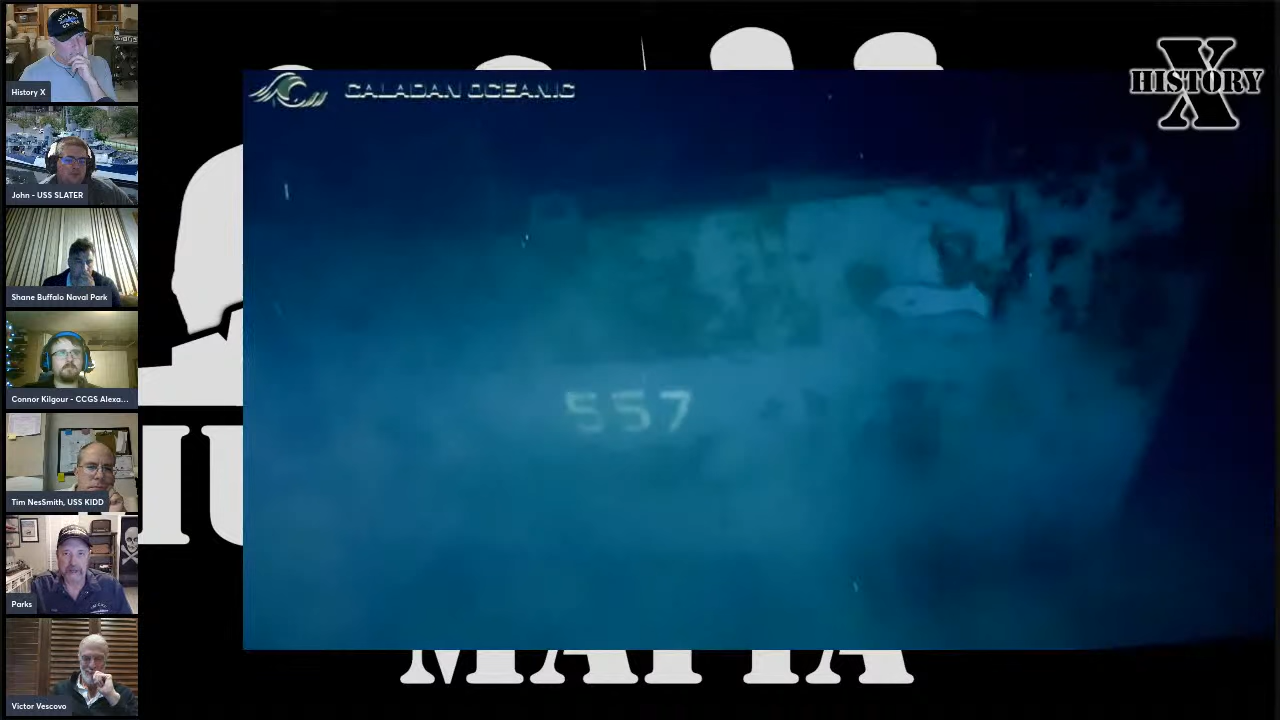 History X
John - USS SLATER
Shane Buffalo Naval Park
Connor Kilgour - CCGS Alexa...
Tim NesSmith, USS KIDD
Parks
Victor Vescovo
CALADAN OCEANIC
557
X
HISTORY
MAFIA